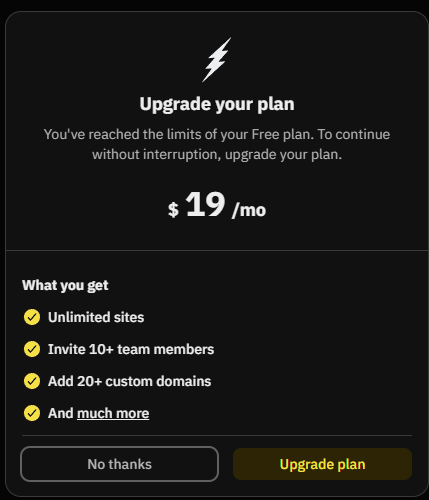 Upgrade your plan
You've reached the limits of your Free plan. To continue
without interruption, upgrade your plan.
$ 19 /mo
What you get
Unlimited sites
Invite 10+ team members
Add 20+ custom domains
And much more
No thanks
Upgrade plan